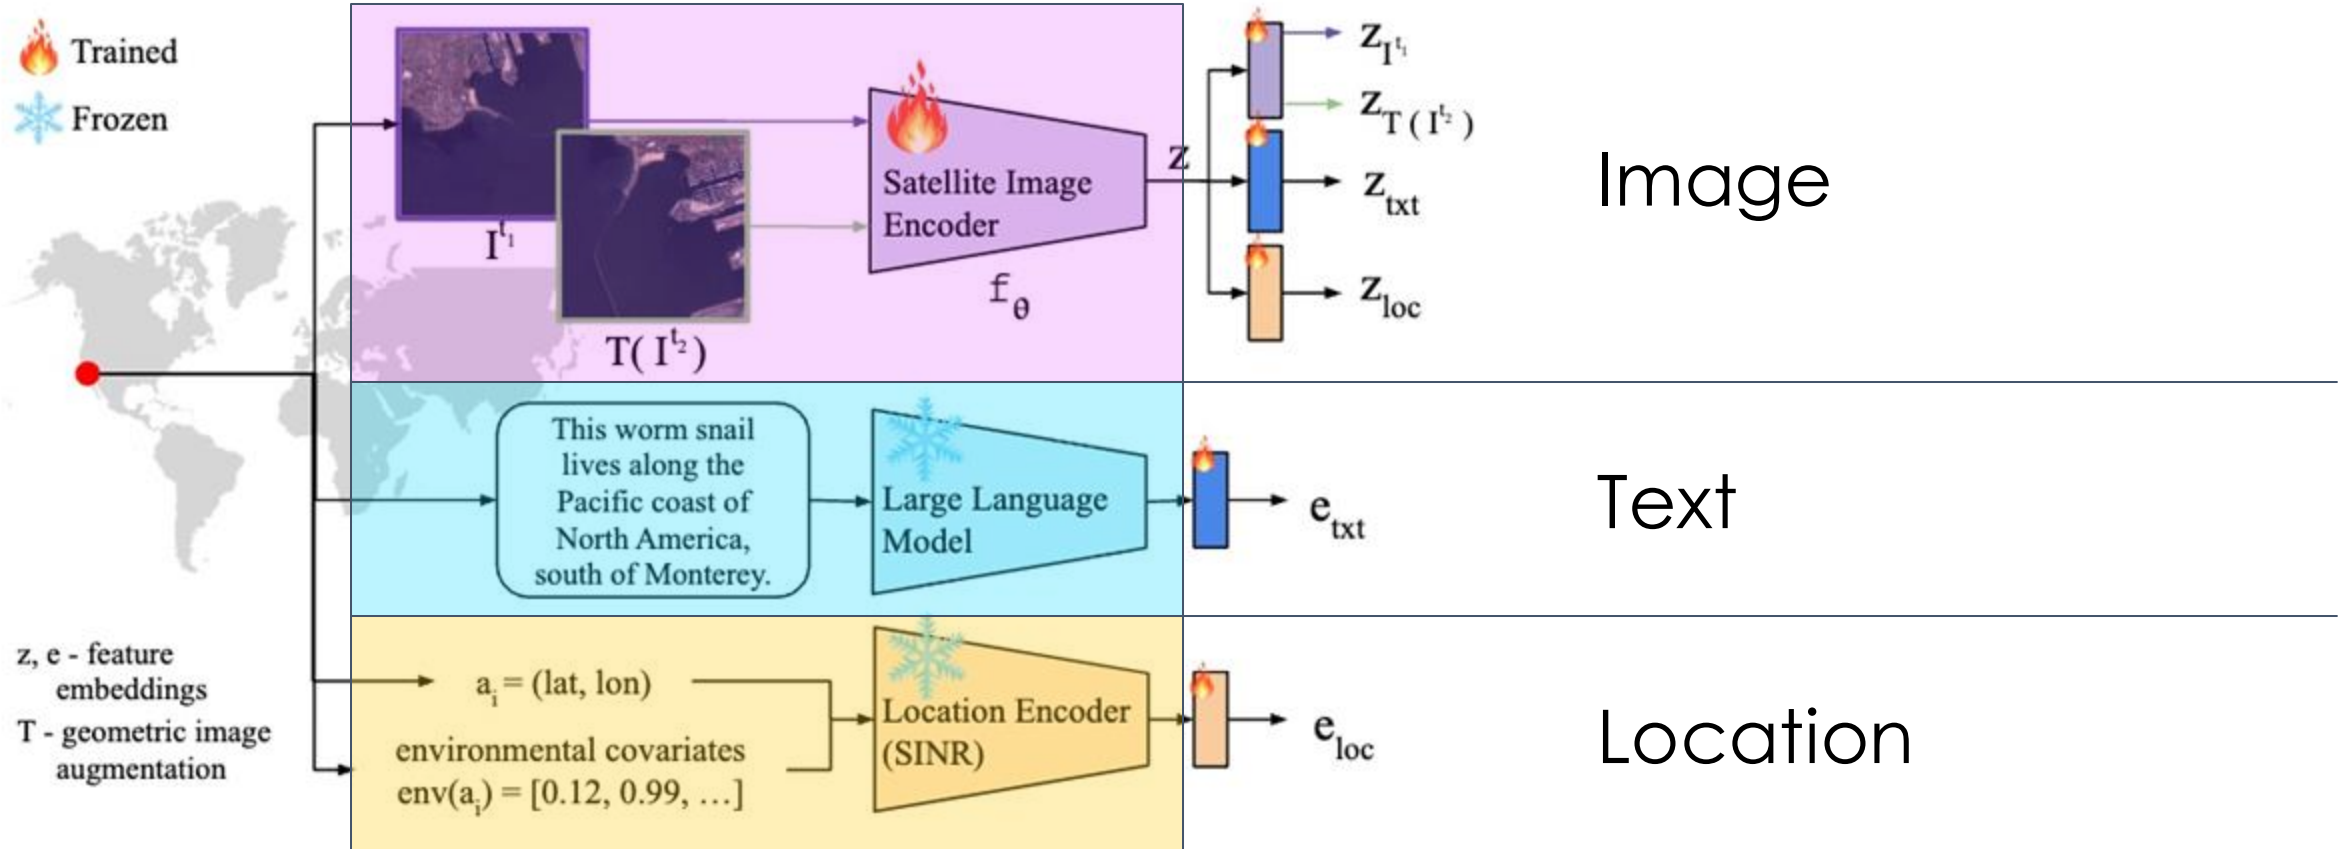 Trained
Frozen
I^{t_1}
T( I^{t_2} )
Satellite Image
Encoder
f_θ
z
z_{I^{t_1}}
z_{T ( I^{t_2} )}
z_{txt}
z_{loc}
Image
This worm snail
lives along the
Pacific coast of
North America,
south of Monterey.
Large Language
Model
e_{txt}
Text
z, e - feature
embeddings
T - geometric image
augmentation
a_i = (lat, lon)
environmental covariates
env(a_i) = [0.12, 0.99, …]
Location Encoder
(SINR)
e_{loc}
Location